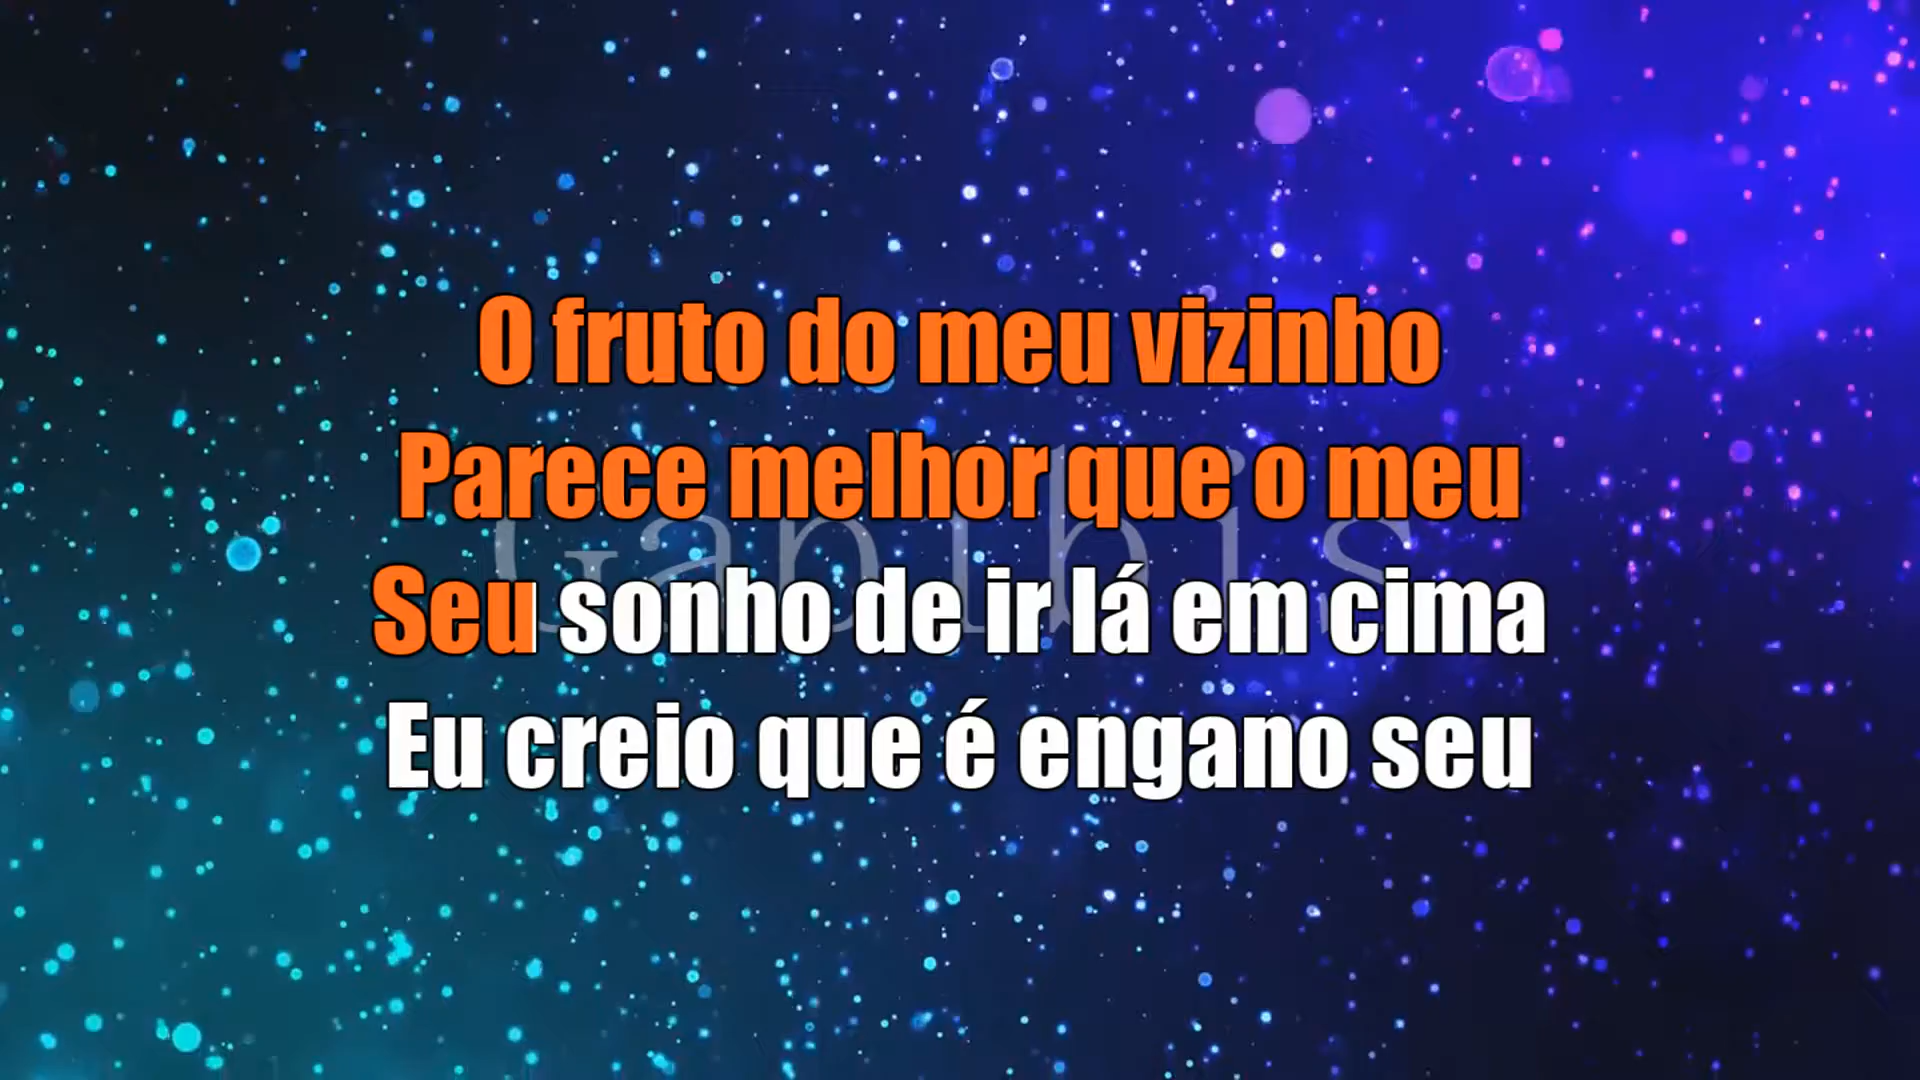 O fruto do meu vizinho
Parece melhor que o meu
Seu sonho de ir lá em cima
Eu creio que é engano seu